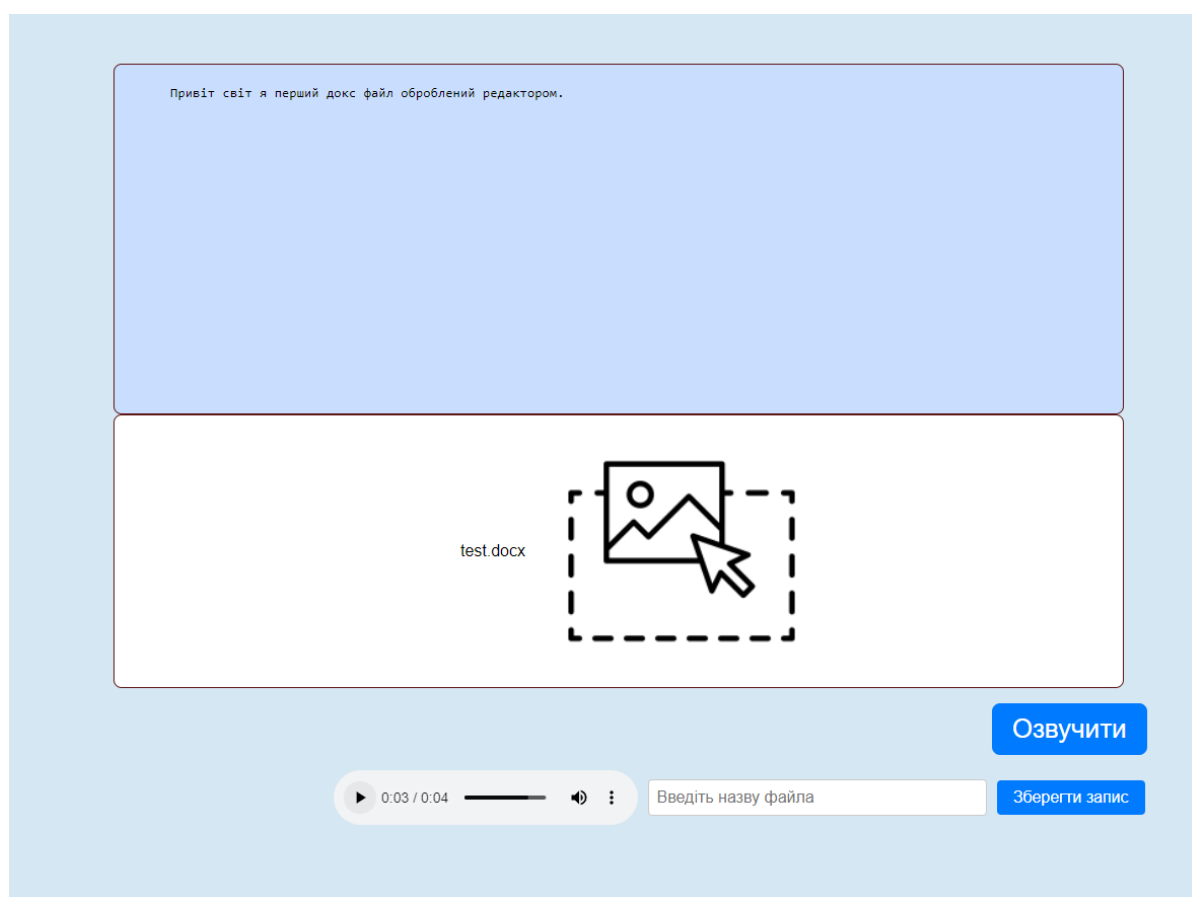 Привіт світ я перший докс файл оброблений редактором.
test.docx
Озвучити
0:03 / 0:04
Введіть назву файла
Зберегти запис